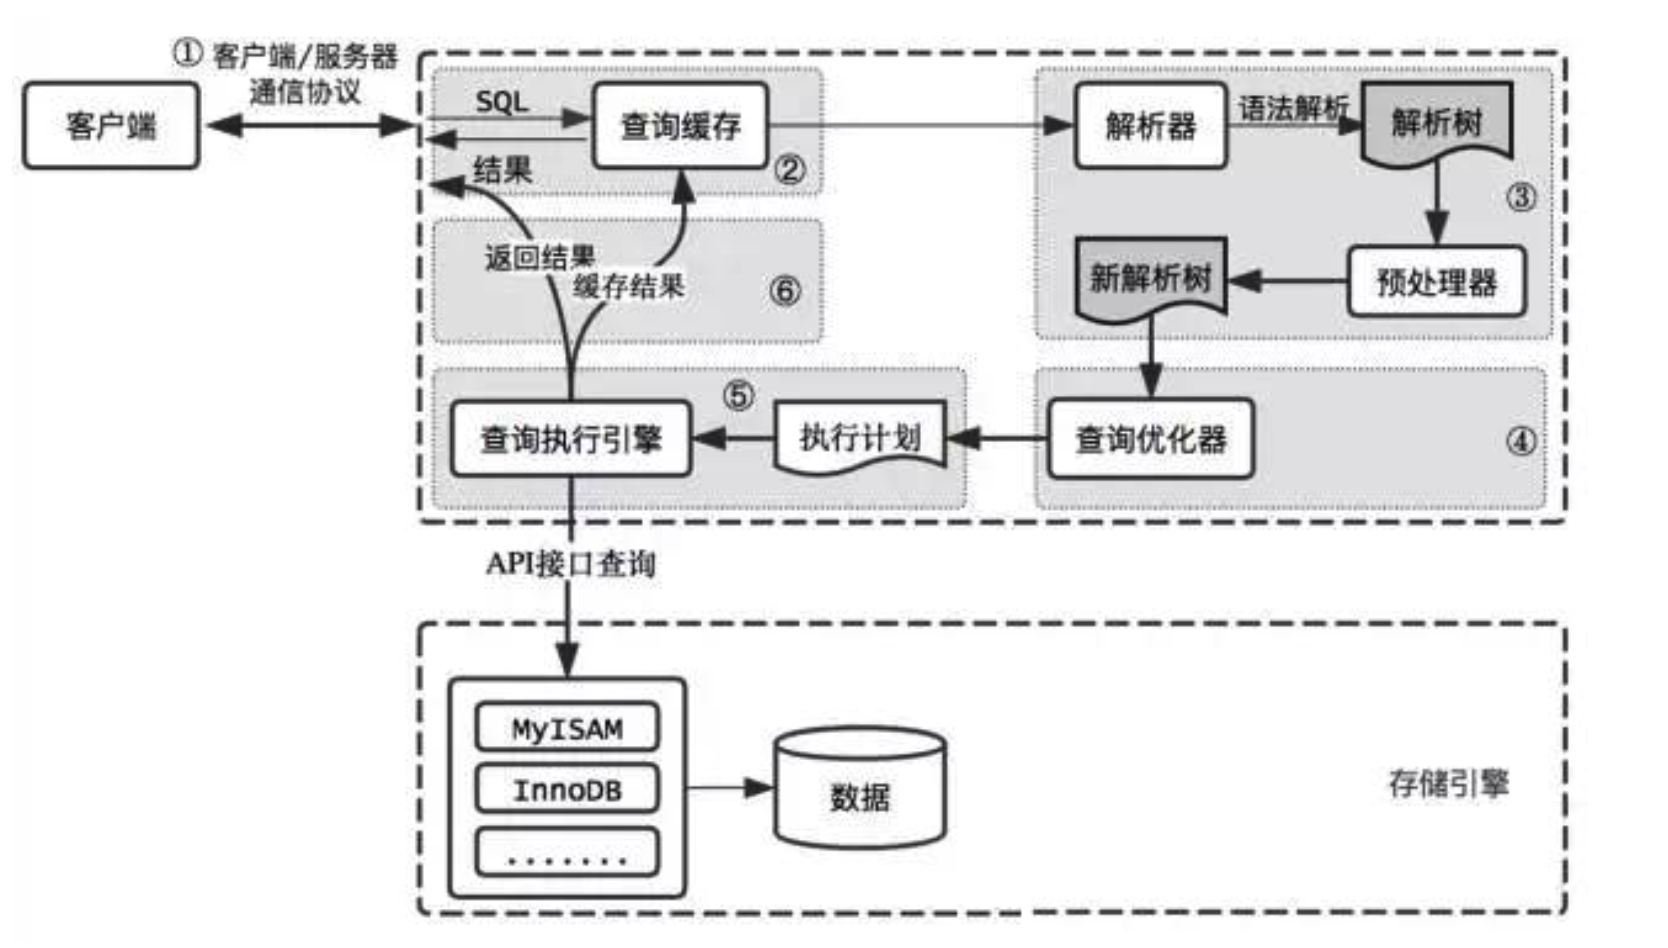 ① 客户端/服务器
通信协议
客户端
SQL
查询缓存
结果
②
解析器
语法解析
解析树
③
新解析树
预处理器
返回结果
缓存结果
⑥
查询执行引擎
⑤
执行计划
查询优化器
④
API接口查询
MyISAM
InnoDB
.......
数据
存储引擎